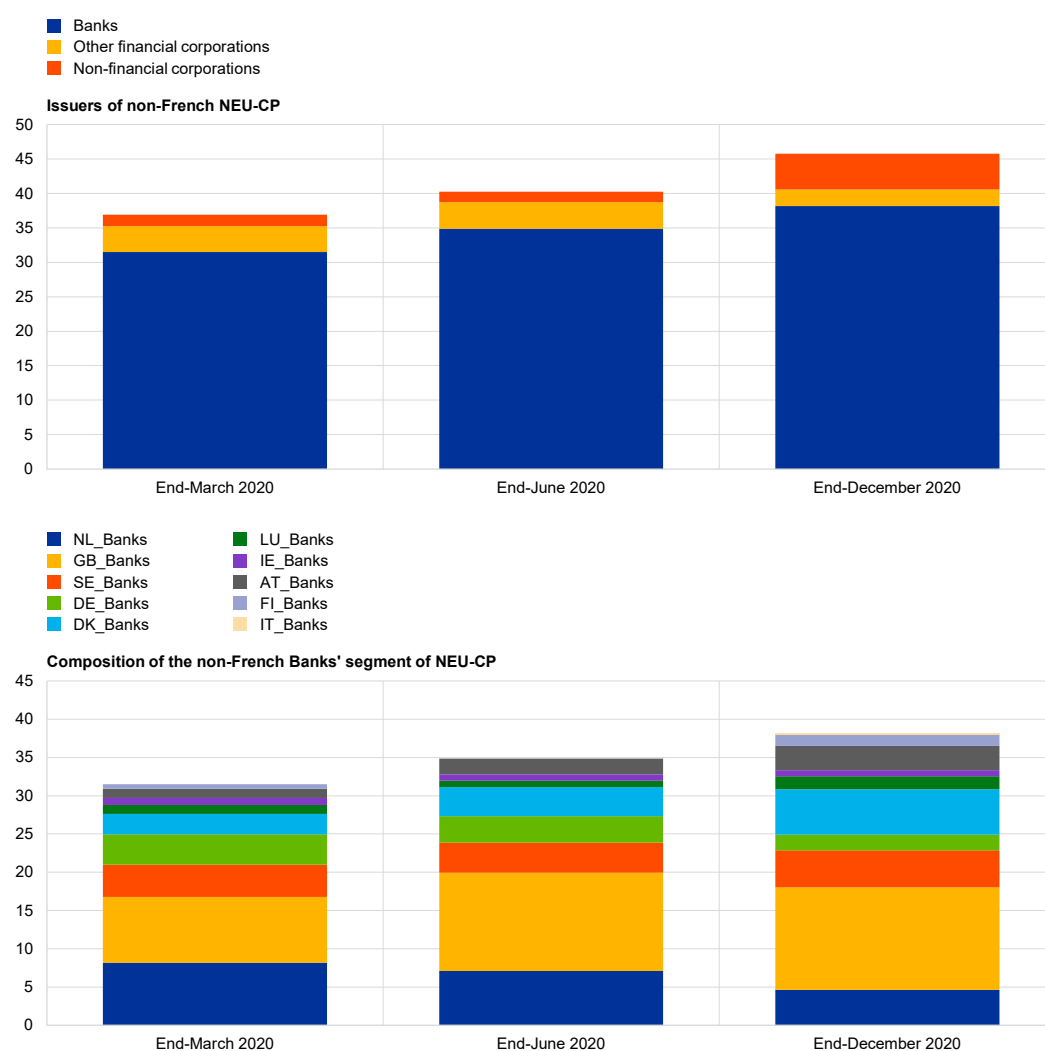 Banks
Other financial corporations
Non-financial corporations
Issuers of non-French NEU-CP
50
45
40
35
30
25
20
15
10
5
0
End-March 2020 End-June 2020 End-December 2020
NL_Banks LU_Banks
GB_Banks IE_Banks
SE_Banks AT_Banks
DE_Banks FI_Banks
DK_Banks IT_Banks
Composition of the non-French Banks' segment of NEU-CP
45
40
35
30
25
20
15
10
5
0
End-March 2020 End-June 2020 End-December 2020